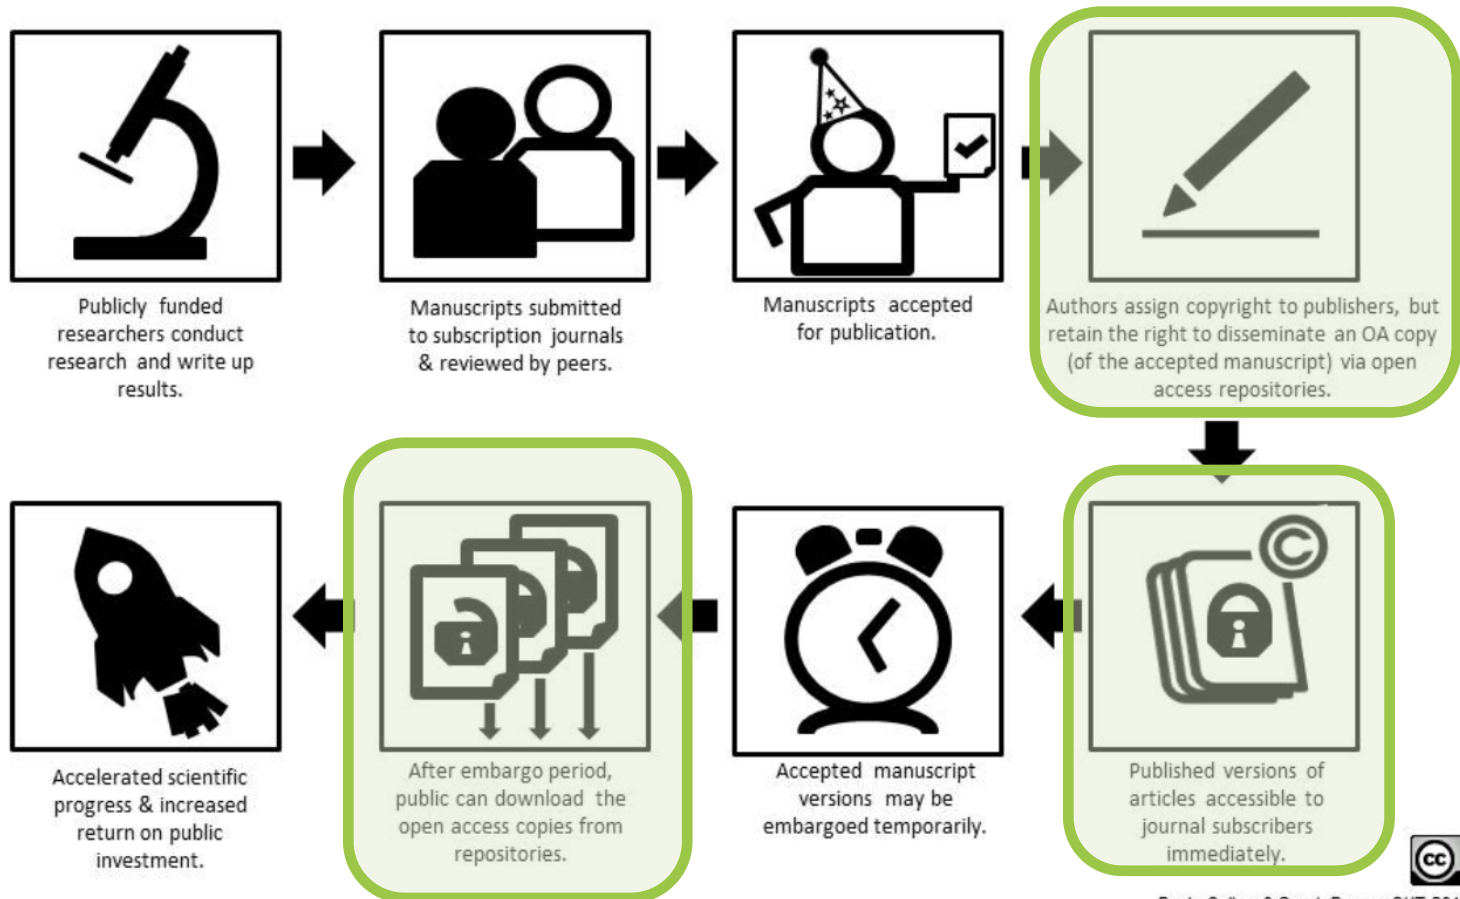 Publicly funded
researchers conduct
research and write up
results.
Manuscripts submitted
to subscription journals
& reviewed by peers.
Manuscripts accepted
for publication.
Authors assign copyright to publishers, but
retain the right to disseminate an OA copy
(of the accepted manuscript) via open
access repositories.
©
Published versions of
articles accessible to
journal subscribers
immediately.
Accepted manuscript
versions may be
embargoed temporarily.
After embargo period,
public can download the
open access copies from
repositories.
Accelerated scientific
progress & increased
return on public
investment.
cc